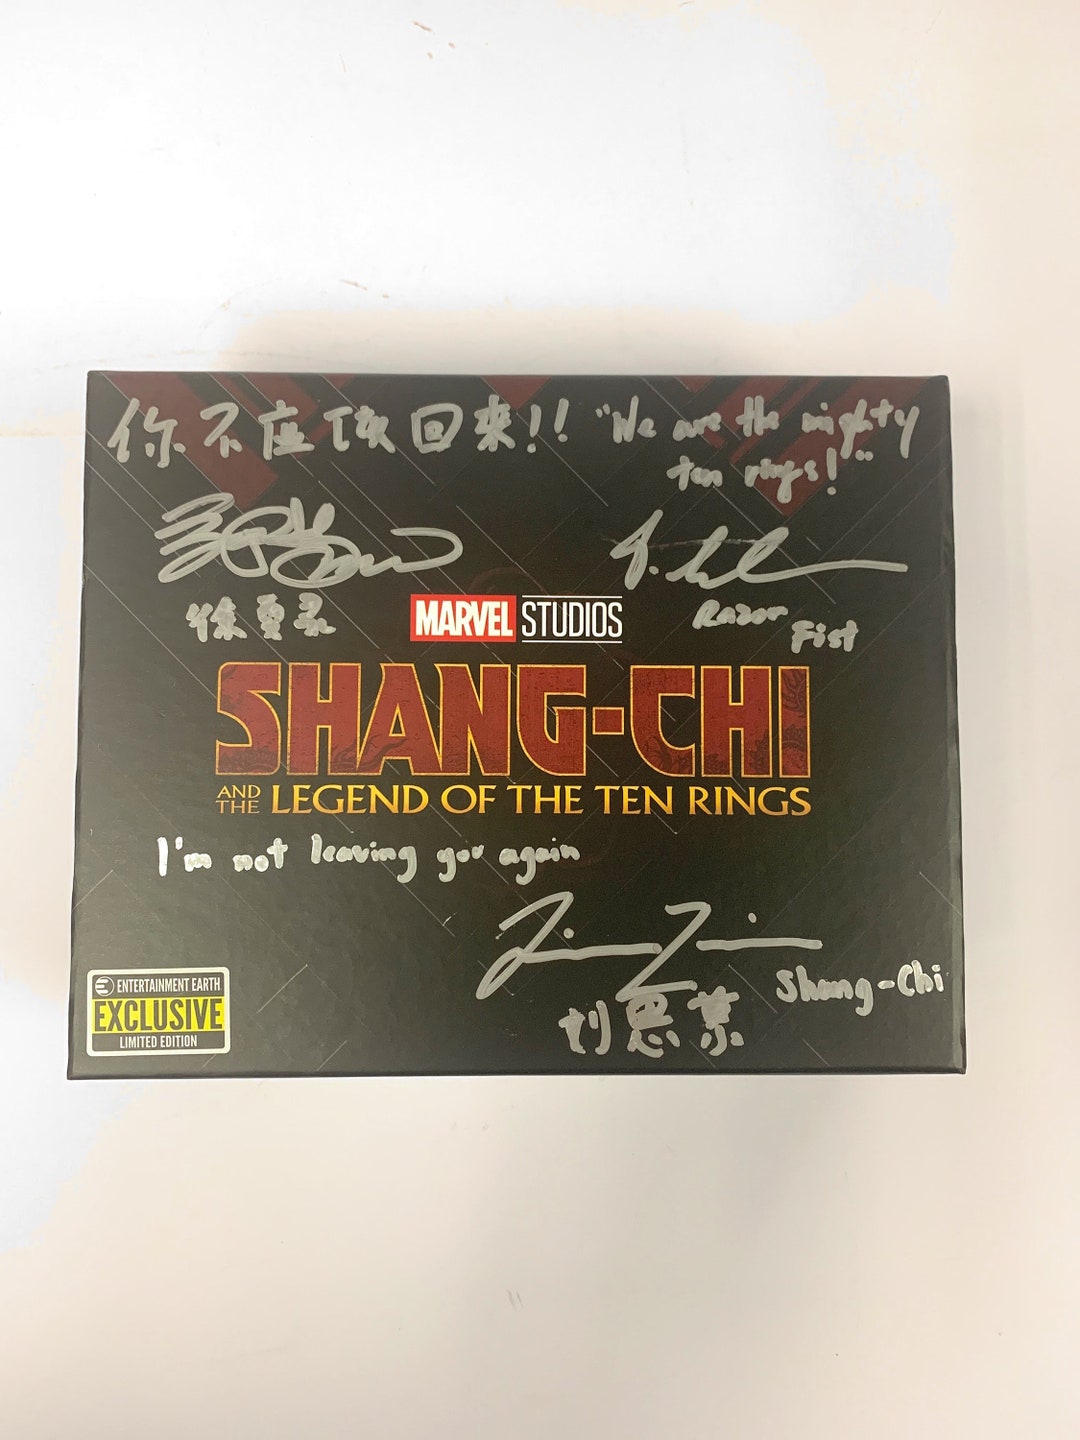 你不应该回来!! "We are the mighty
ten rings!"
徐夏灵
Razor
Fist
MARVEL STUDIOS
SHANG-CHI
AND THE LEGEND OF THE TEN RINGS
I'm not leaving you again
刘思慕
Shang-Chi
ENTERTAINMENT EARTH
EXCLUSIVE
LIMITED EDITION